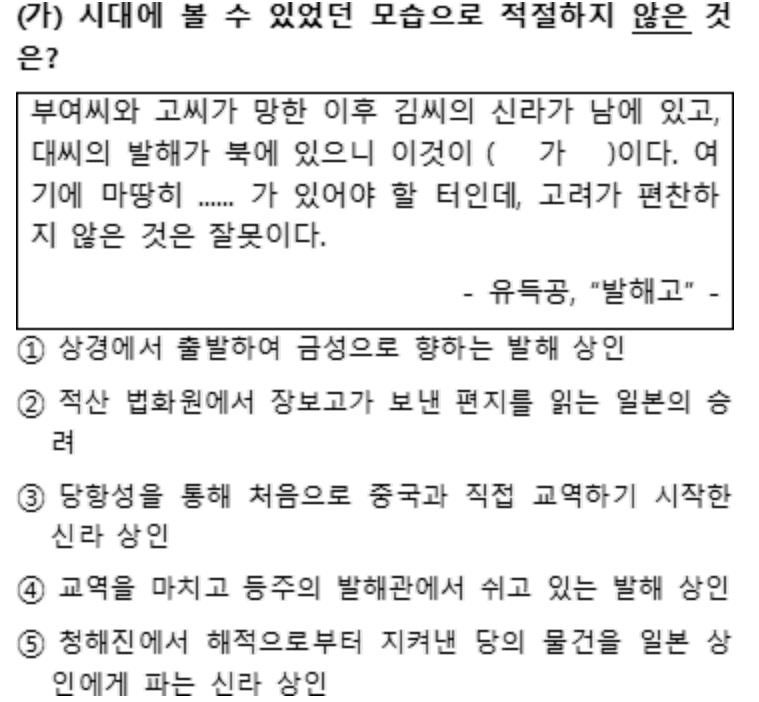 (가) 시대에 볼 수 있었던 모습으로 적절하지 않은 것
은?
부여씨와 고씨가 망한 이후 김씨의 신라가 남에 있고,
대씨의 발해가 북에 있으니 이것이 ( 가 )이다. 여
기에 마땅히 ...... 가 있어야 할 터인데, 고려가 편찬하
지 않은 것은 잘못이다.
- 유득공, “발해고” -
① 상경에서 출발하여 금성으로 향하는 발해 상인
② 적산 법화원에서 장보고가 보낸 편지를 읽는 일본의 승
려
③ 당항성을 통해 처음으로 중국과 직접 교역하기 시작한
신라 상인
④ 교역을 마치고 등주의 발해관에서 쉬고 있는 발해 상인
⑤ 청해진에서 해적으로부터 지켜낸 당의 물건을 일본 상
인에게 파는 신라 상인